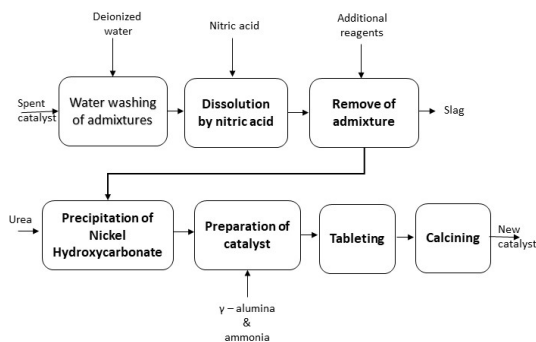 Deionized
water
Nitric acid
Additional
reagents
Spent
catalyst
Water washing
of admixtures
Dissolution
by nitric acid
Remove of
admixture
Slag
Urea
Precipitation of
Nickel
Hydroxycarbonate
Preparation of
catalyst
Tableting
Calcining
New
catalyst
γ – alumina
&
ammonia